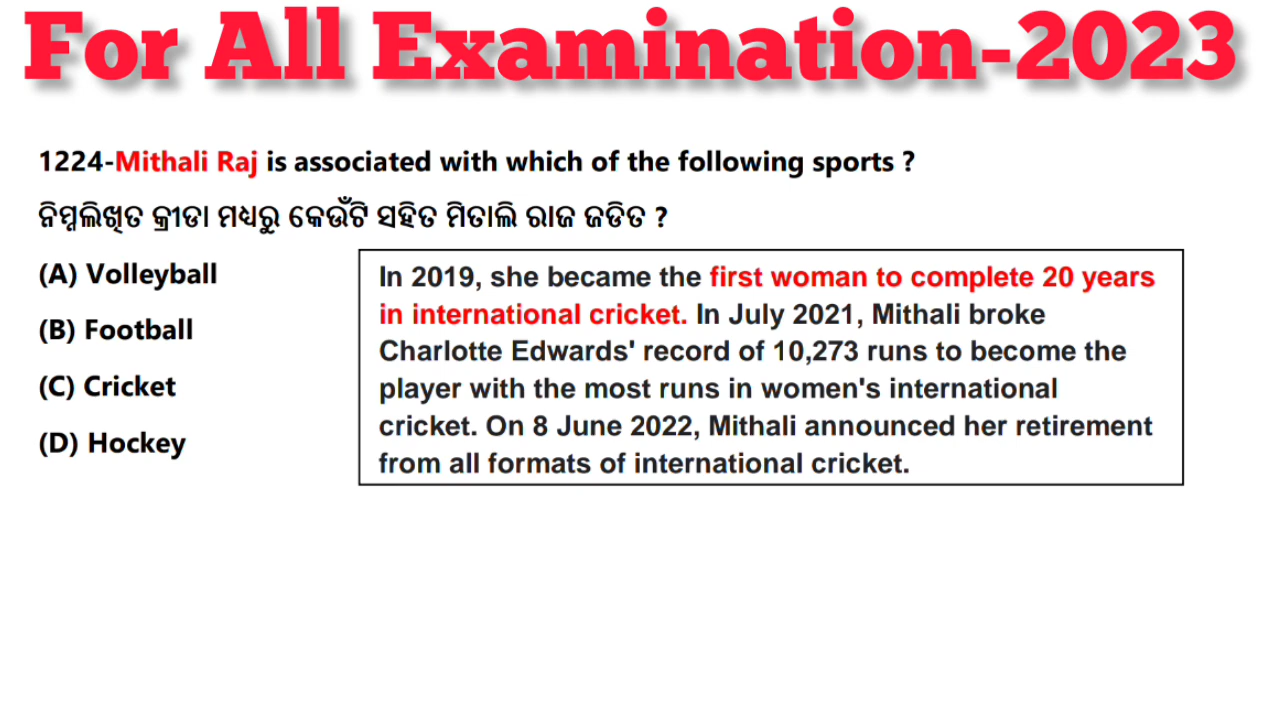 For All Examination-2023
1224-Mithali Raj is associated with which of the following sports ?
ନିମ୍ନଲିଖିତ କ୍ରୀଡା ମଧ୍ୟରୁ କେଉଁଟି ସହିତ ମିତାଲି ରାଜ ଜଡିତ ?
(A) Volleyball
(B) Football
(C) Cricket
(D) Hockey
In 2019, she became the first woman to complete 20 years
in international cricket. In July 2021, Mithali broke
Charlotte Edwards' record of 10,273 runs to become the
player with the most runs in women's international
cricket. On 8 June 2022, Mithali announced her retirement
from all formats of international cricket.